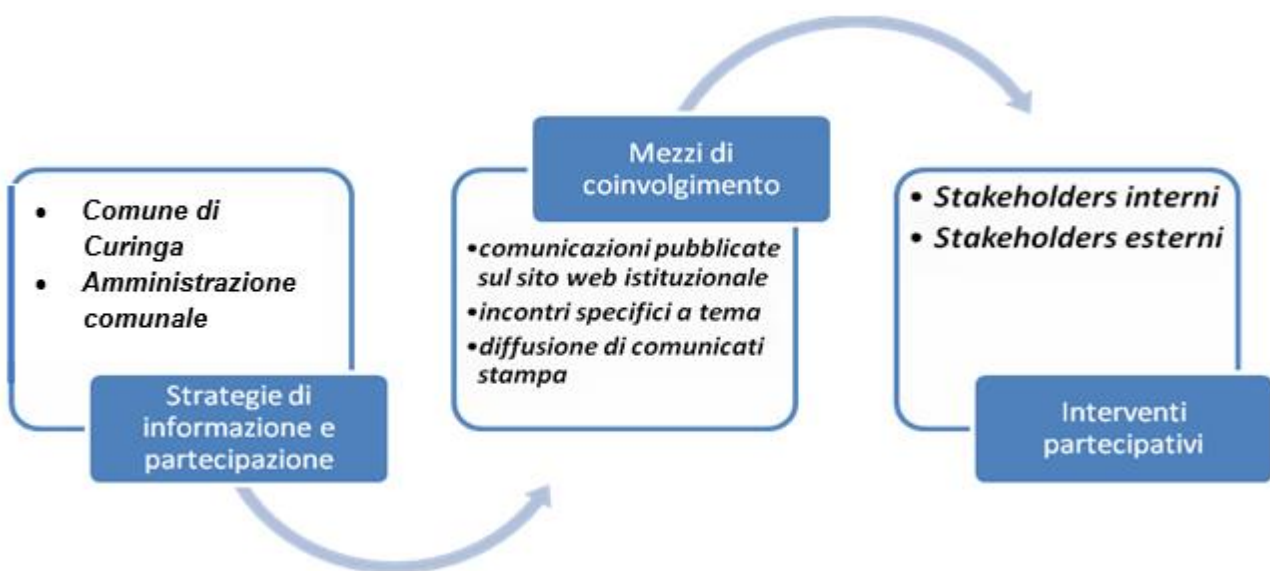 • Comune di
Curinga
• Amministrazione
comunale
Strategie di
informazione e
partecipazione
Mezzi di
coinvolgimento
•comunicazioni pubblicate
sul sito web istituzionale
•incontri specifici a tema
•diffusione di comunicati
stampa
• Stakeholders interni
• Stakeholders esterni
Interventi
partecipativi